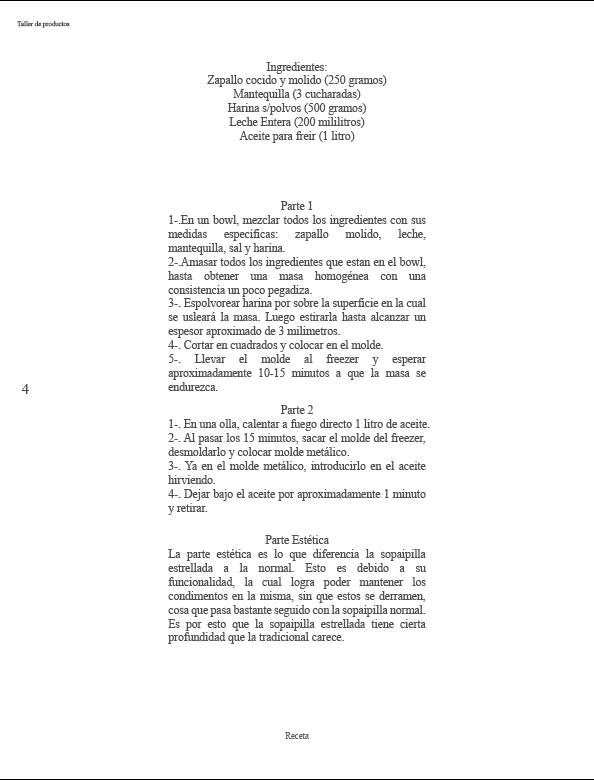 Taller de productos
Ingredientes:
Zapallo cocido y molido (250 gramos)
Mantequilla (3 cucharadas)
Harina s/polvos (500 gramos)
Leche Entera (200 mililitros)
Aceite para freir (1 litro)
Parte 1
1-.En un bowl, mezclar todos los ingredientes con sus
medidas específicas: zapallo molido, leche,
mantequilla, sal y harina.
2-.Amasar todos los ingredientes que estan en el bowl,
hasta obtener una masa homogénea con una
consistencia un poco pegadiza.
3-. Espolvorear harina por sobre la superficie en la cual
se usleará la masa. Luego estirarla hasta alcanzar un
espesor aproximado de 3 milimetros.
4-. Cortar en cuadrados y colocar en el molde.
5-. Llevar el molde al freezer y esperar
aproximadamente 10-15 minutos a que la masa se
endurezca.
4
Parte 2
1-. En una olla, calentar a fuego directo 1 litro de aceite.
2-. Al pasar los 15 minutos, sacar el molde del freezer,
desmoldarlo y colocar molde metálico.
3-. Ya en el molde metálico, introducirlo en el aceite
hirviendo.
4-. Dejar bajo el aceite por aproximadamente 1 minuto
y retirar.
Parte Estética
La parte estética es lo que diferencia la sopaipilla
estrellada a la normal. Esto es debido a su
funcionalidad, la cual logra poder mantener los
condimentos en la misma, sin que estos se derramen,
cosa que pasa bastante seguido con la sopaipilla normal.
Es por esto que la sopaipilla estrellada tiene cierta
profundidad que la tradicional carece.
Receta